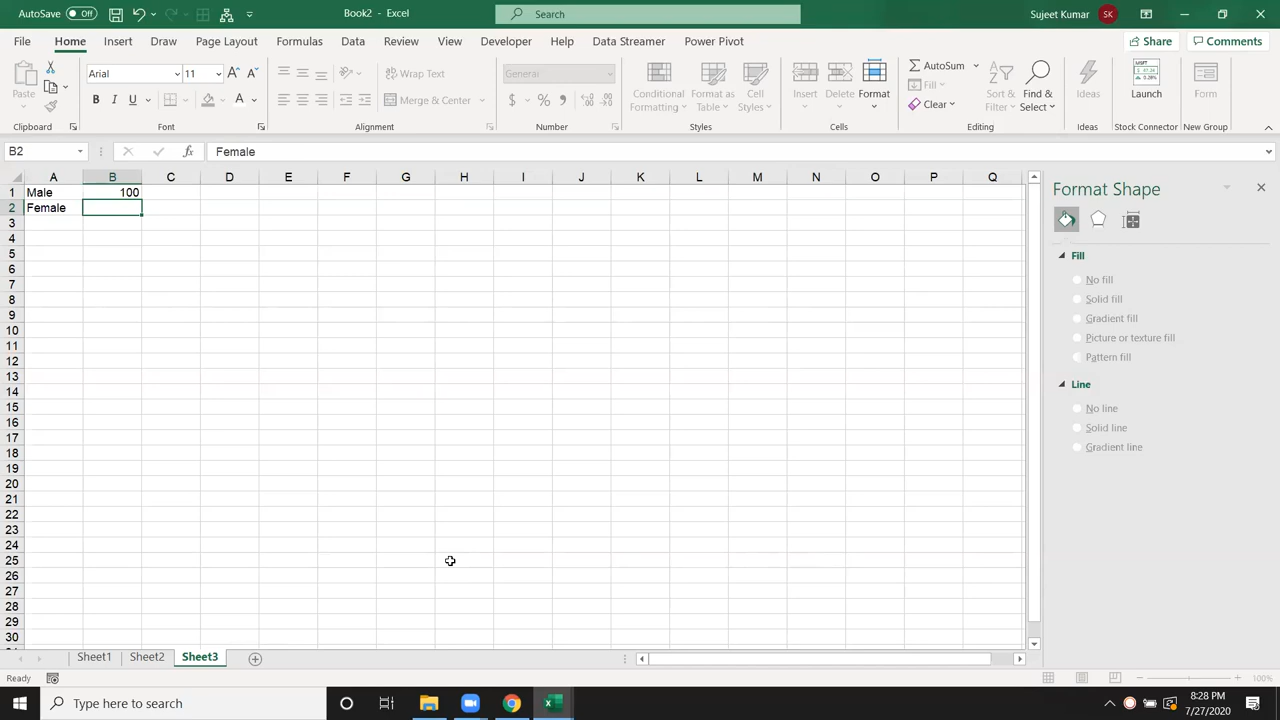 AutoSave Off Book2 - Excel Search Sujeet Kumar SK
File Home Insert Draw Page Layout Formulas Data Review View Developer Help Data Streamer Power Pivot Share Comments
Paste Arial 11 B I U A Wrap Text Merge & Center General $ % Conditional Formatting Format as Table Cell Styles Insert Delete Format AutoSum Fill Clear Sort & Filter Find & Select Ideas Launch Form
Clipboard Font Alignment Number Styles Cells Editing Ideas Stock Connector New Group
B2 fx Female
A B C D E F G H I J K L M N O P Q
1 Male 100
2 Female
3
4
5
6
7
8
9
10
11
12
13
14
15
16
17
18
19
20
21
22
23
24
25
26
27
28
29
30
Format Shape
Fill
No fill
Solid fill
Gradient fill
Picture or texture fill
Pattern fill
Line
No line
Solid line
Gradient line
Sheet1 Sheet2 Sheet3
Ready 100%
Type here to search 8:28 PM
7/27/2020